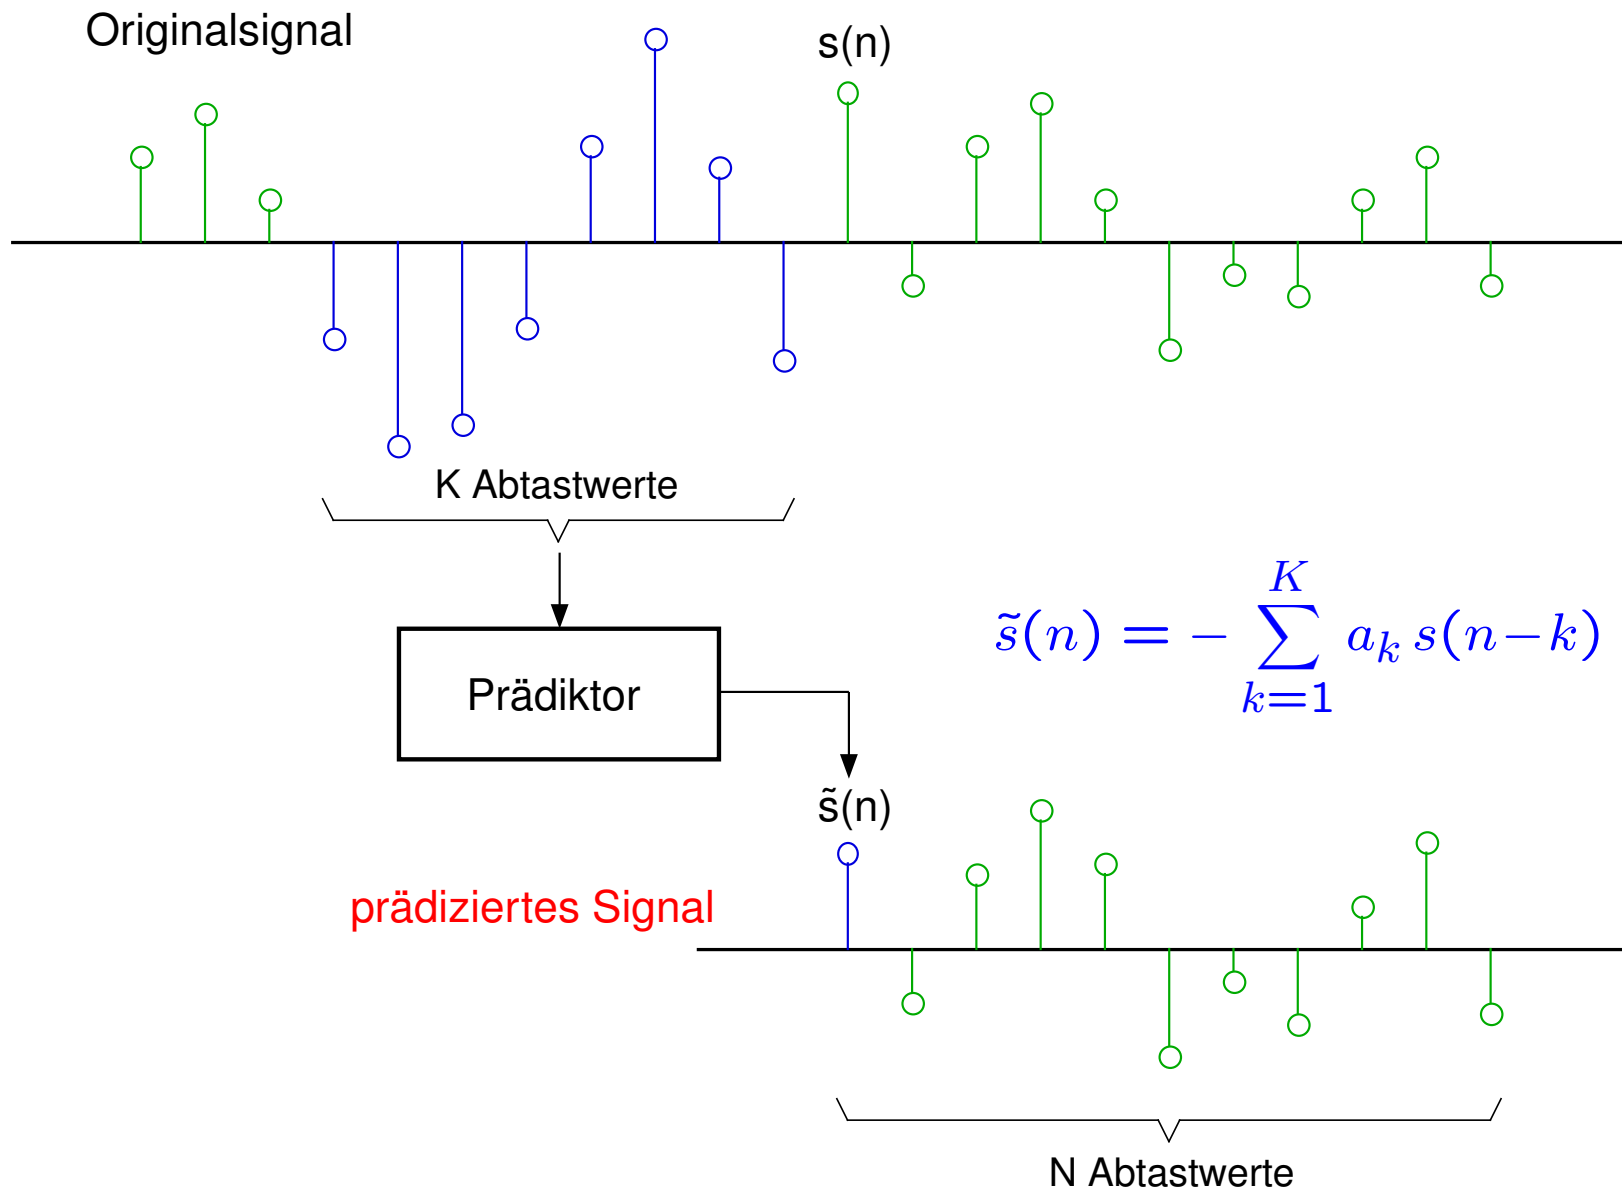 Originalsignal
s(n)
K Abtastwerte
s̃(n) = − ∑_{k=1}^{K} a_k s(n−k)
Prädiktor
s̃(n)
prädiziertes Signal
N Abtastwerte